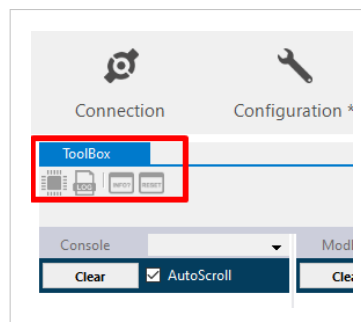 Connection Configuration *
ToolBox
LOG INFO? RESET
Console Mod
Clear AutoScroll Clea